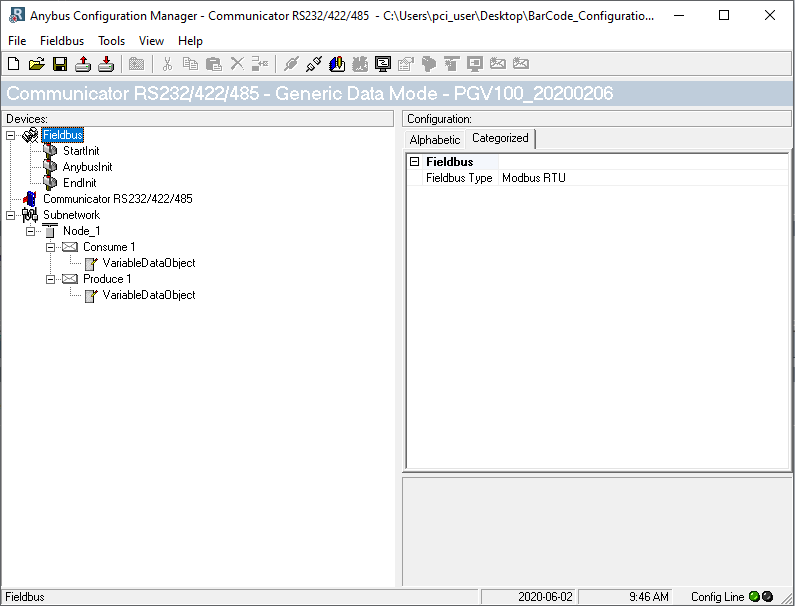 Anybus Configuration Manager - Communicator RS232/422/485 - C:\Users\pci_user\Desktop\BarCode_Configuratio...
File Fieldbus Tools View Help
Communicator RS232/422/485 - Generic Data Mode - PGV100_20200206
Devices:
Fieldbus
StartInit
AnybusInit
EndInit
Communicator RS232/422/485
Subnetwork
Node_1
Consume 1
VariableDataObject
Produce 1
VariableDataObject
Configuration:
Alphabetic Categorized
Fieldbus
Fieldbus Type Modbus RTU
Fieldbus 2020-06-02 9:46 AM Config Line